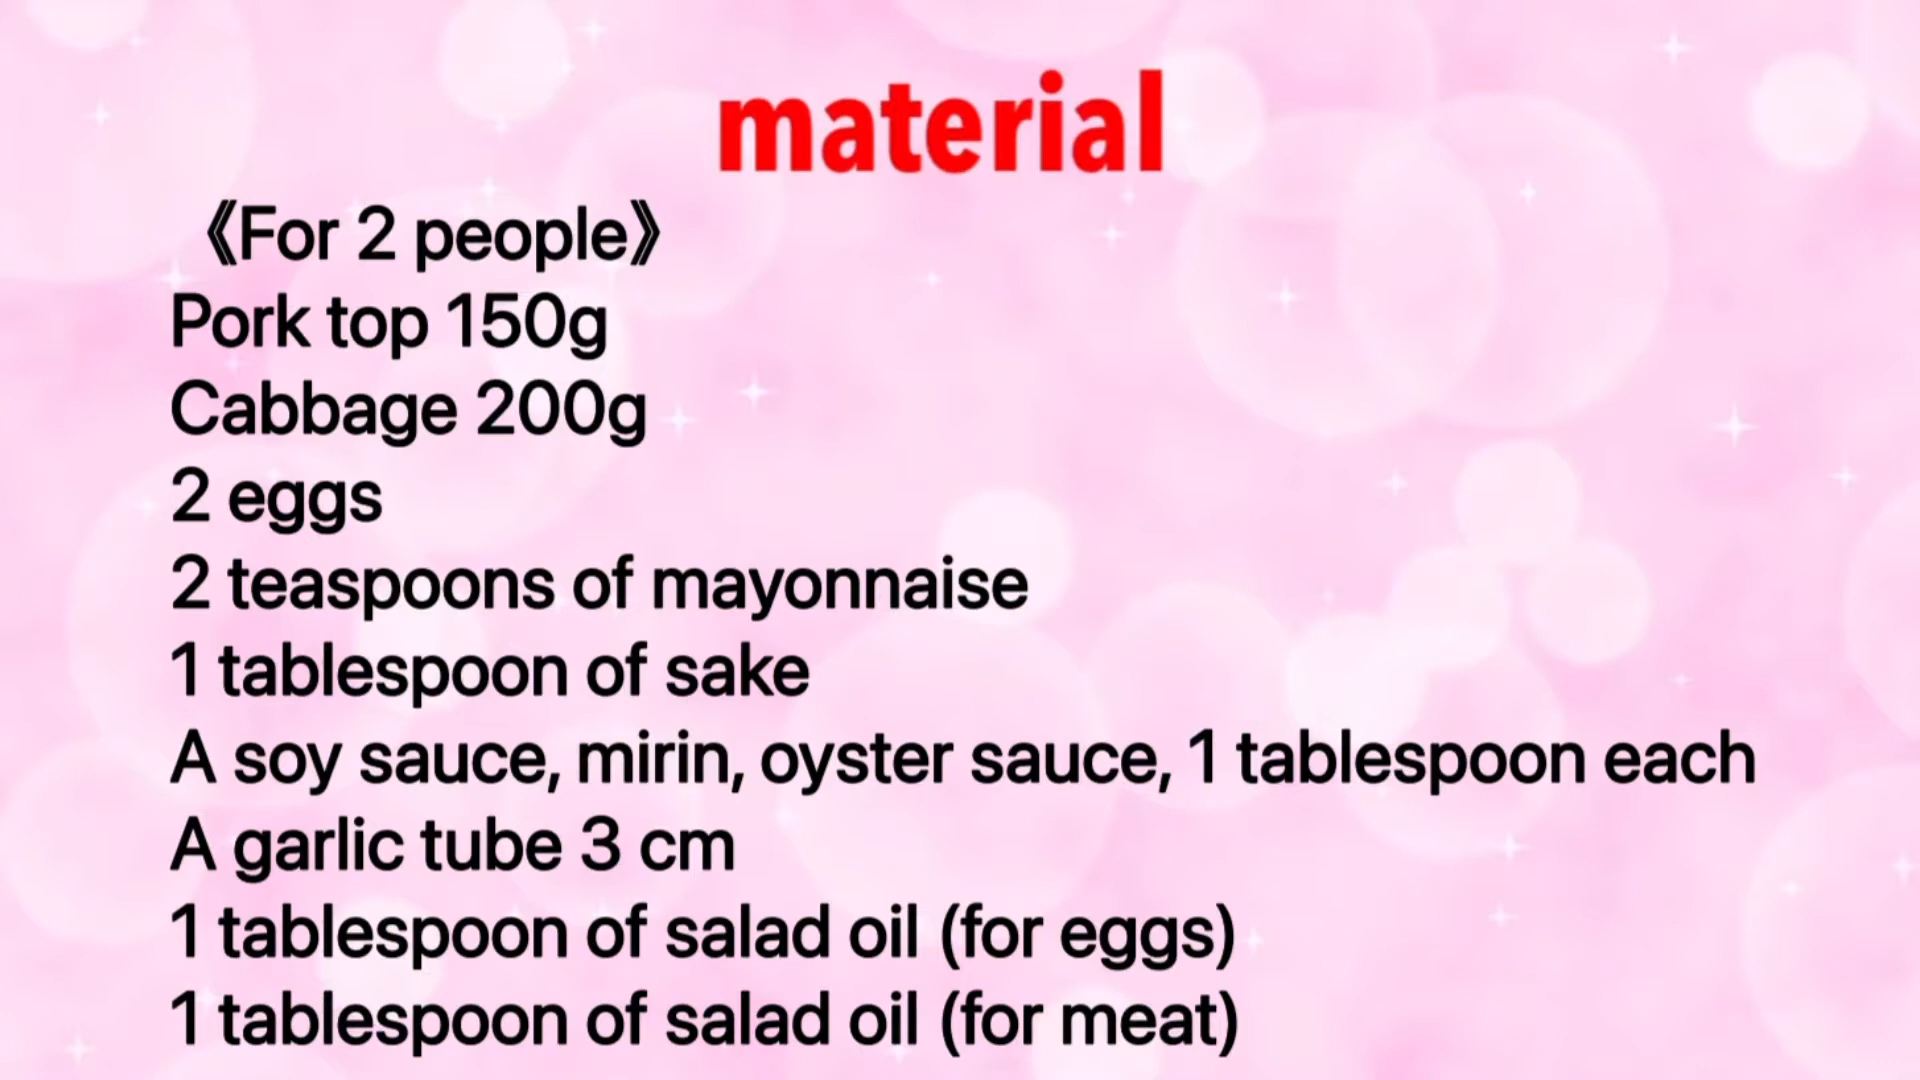 material
《For 2 people》
Pork top 150g
Cabbage 200g
2 eggs
2 teaspoons of mayonnaise
1 tablespoon of sake
A soy sauce, mirin, oyster sauce, 1 tablespoon each
A garlic tube 3 cm
1 tablespoon of salad oil (for eggs)
1 tablespoon of salad oil (for meat)